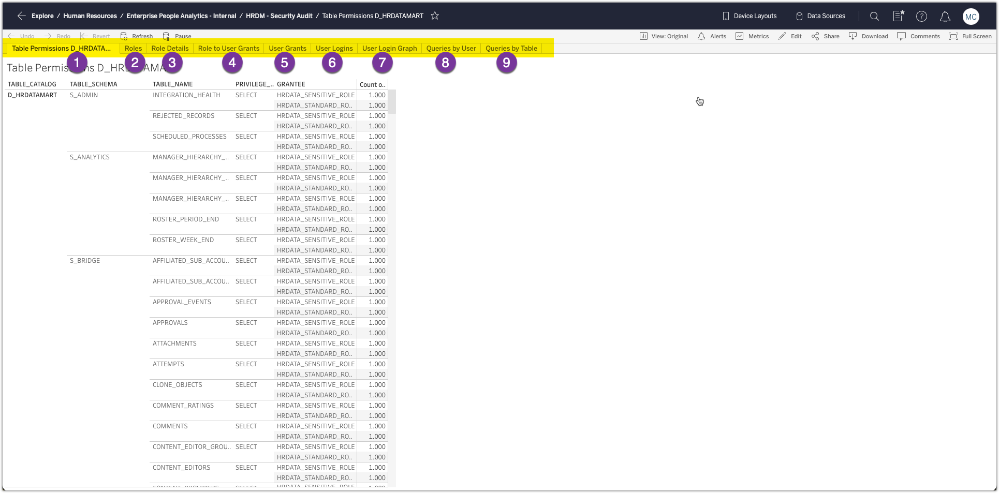 Explore / Human Resources / Enterprise People Analytics - Internal / HRDM - Security Audit / Table Permissions D_HRDATAMART
Device Layouts Data Sources MC
Undo Redo Revert Refresh Pause View: Original Alerts Metrics Edit Share Download Comments Full Screen
Table Permissions D_HRDATA... Roles Role Details Role to User Grants User Grants User Logins User Login Graph Queries by User Queries by Table
1 2 3 4 5 6 7 8 9
Table Permissions D_HRDATAMA
TABLE_CATALOG TABLE_SCHEMA TABLE_NAME PRIVILEGE_.. GRANTEE Count o..
D_HRDATAMART S_ADMIN INTEGRATION_HEALTH SELECT HRDATA_SENSITIVE_ROLE 1.000
HRDATA_STANDARD_RO.. 1.000
REJECTED_RECORDS SELECT HRDATA_SENSITIVE_ROLE 1.000
HRDATA_STANDARD_RO.. 1.000
SCHEDULED_PROCESSES SELECT HRDATA_SENSITIVE_ROLE 1.000
HRDATA_STANDARD_RO.. 1.000
S_ANALYTICS MANAGER_HIERARCHY_.. SELECT HRDATA_SENSITIVE_ROLE 1.000
HRDATA_STANDARD_RO.. 1.000
MANAGER_HIERARCHY_.. SELECT HRDATA_SENSITIVE_ROLE 1.000
HRDATA_STANDARD_RO.. 1.000
MANAGER_HIERARCHY_.. SELECT HRDATA_SENSITIVE_ROLE 1.000
HRDATA_STANDARD_RO.. 1.000
ROSTER_PERIOD_END SELECT HRDATA_SENSITIVE_ROLE 1.000
HRDATA_STANDARD_RO.. 1.000
ROSTER_WEEK_END SELECT HRDATA_SENSITIVE_ROLE 1.000
HRDATA_STANDARD_RO.. 1.000
S_BRIDGE AFFILIATED_SUB_ACCOU.. SELECT HRDATA_SENSITIVE_ROLE 1.000
HRDATA_STANDARD_RO.. 1.000
AFFILIATED_SUB_ACCOU.. SELECT HRDATA_SENSITIVE_ROLE 1.000
HRDATA_STANDARD_RO.. 1.000
APPROVAL_EVENTS SELECT HRDATA_SENSITIVE_ROLE 1.000
HRDATA_STANDARD_RO.. 1.000
APPROVALS SELECT HRDATA_SENSITIVE_ROLE 1.000
HRDATA_STANDARD_RO.. 1.000
ATTACHMENTS SELECT HRDATA_SENSITIVE_ROLE 1.000
HRDATA_STANDARD_RO.. 1.000
ATTEMPTS SELECT HRDATA_SENSITIVE_ROLE 1.000
HRDATA_STANDARD_RO.. 1.000
CLONE_OBJECTS SELECT HRDATA_SENSITIVE_ROLE 1.000
HRDATA_STANDARD_RO.. 1.000
COMMENT_RATINGS SELECT HRDATA_SENSITIVE_ROLE 1.000
HRDATA_STANDARD_RO.. 1.000
COMMENTS SELECT HRDATA_SENSITIVE_ROLE 1.000
HRDATA_STANDARD_RO.. 1.000
CONTENT_EDITOR_GROU.. SELECT HRDATA_SENSITIVE_ROLE 1.000
HRDATA_STANDARD_RO.. 1.000
CONTENT_EDITORS SELECT HRDATA_SENSITIVE_ROLE 1.000
HRDATA_STANDARD_RO.. 1.000
CONTENT_PROVIDERS SELECT HRDATA_SENSITIVE_ROLE 1.000